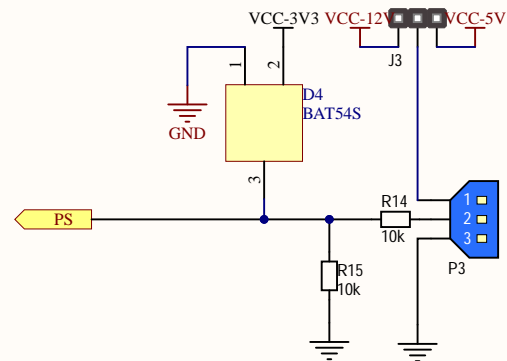 VCC-3V3
VCC-12V
VCC-5V
J3
1
2
D4
BAT54S
GND
3
PS
R14
10k
1
2
3
P3
R15
10k